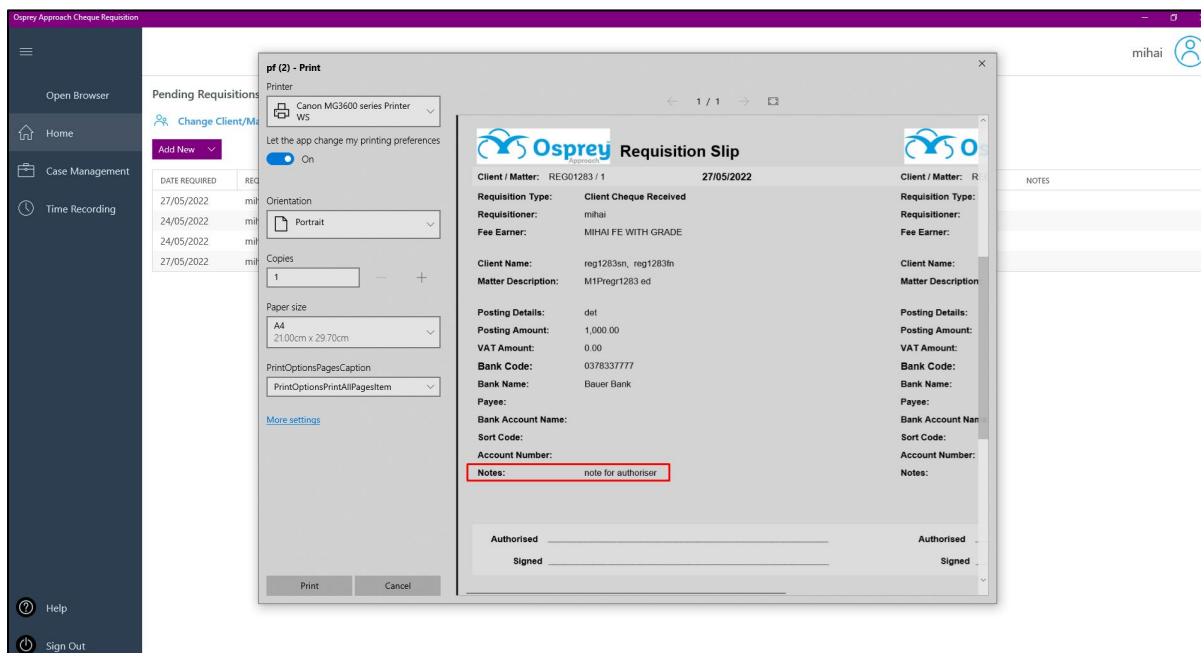 Osprey Approach Cheque Requisition
mihai
Open Browser
Home
Case Management
Time Recording
Help
Sign Out
Pending Requisitions
Change Client/Ma
Add New
DATE REQUIRED REQ NOTES
27/05/2022 mih
24/05/2022 mih
24/05/2022 mih
27/05/2022 mih
pf (2) - Print
Printer
Canon MG3600 series Printer
WS
Let the app change my printing preferences
On
Orientation
Portrait
Copies
1
Paper size
A4
21.00cm x 29.70cm
PrintOptionsPagesCaption
PrintOptionsPrintAllPagesItem
More settings
Print Cancel
1 / 1
Osprey Approach Requisition Slip
Client / Matter: REG01283 / 1 27/05/2022
Requisition Type: Client Cheque Received
Requisitioner: mihai
Fee Earner: MIHAI FE WITH GRADE
Client Name: reg1283sn, reg1283fn
Matter Description: M1Pregr1283 ed
Posting Details: det
Posting Amount: 1,000.00
VAT Amount: 0.00
Bank Code: 0378337777
Bank Name: Bauer Bank
Payee:
Bank Account Name:
Sort Code:
Account Number:
Notes: note for authoriser
Authorised
Signed
Os
Client / Matter: RE
Requisition Type:
Requisitioner:
Fee Earner:
Client Name:
Matter Description
Posting Details:
Posting Amount:
VAT Amount:
Bank Code:
Bank Name:
Payee:
Bank Account Nam
Sort Code:
Account Number:
Notes:
Authorised
Signed